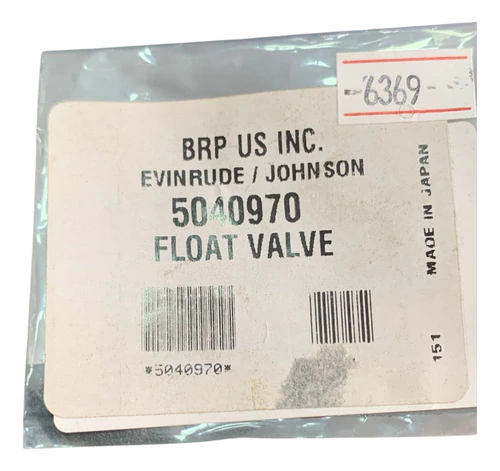 -6369-
BRP US INC.
EVINRUDE / JOHNSON
5040970
FLOAT VALVE
*5040970*
MADE IN JAPAN
151